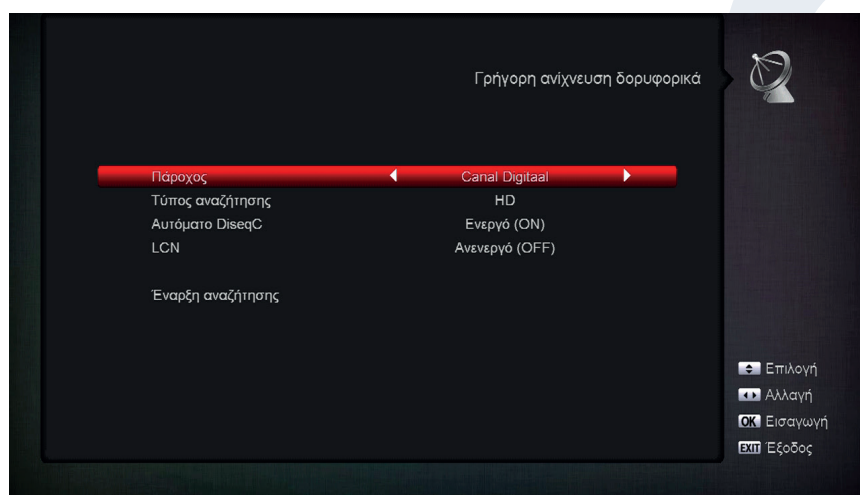 Γρήγορη ανίχνευση δορυφορικά
Πάροχος Canal Digitaal
Τύπος αναζήτησης HD
Αυτόματο DiseqC Ενεργό (ON)
LCN Ανενεργό (OFF)
Έναρξη αναζήτησης
Επιλογή
Αλλαγή
OK Εισαγωγή
EXIT Έξοδος